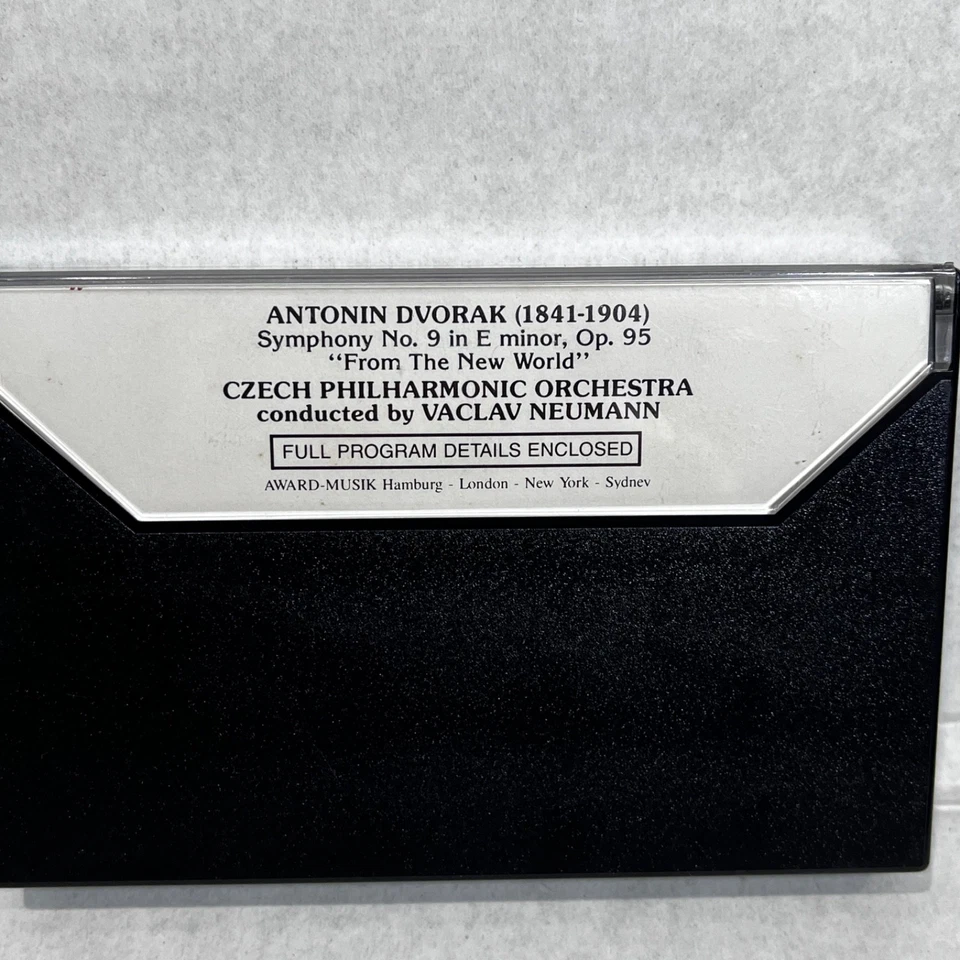 ANTONIN DVORAK (1841-1904)
Symphony No. 9 in E minor, Op. 95
“From The New World”
CZECH PHILHARMONIC ORCHESTRA
conducted by VACLAV NEUMANN
FULL PROGRAM DETAILS ENCLOSED
AWARD-MUSIK Hamburg - London - New York - Sydney